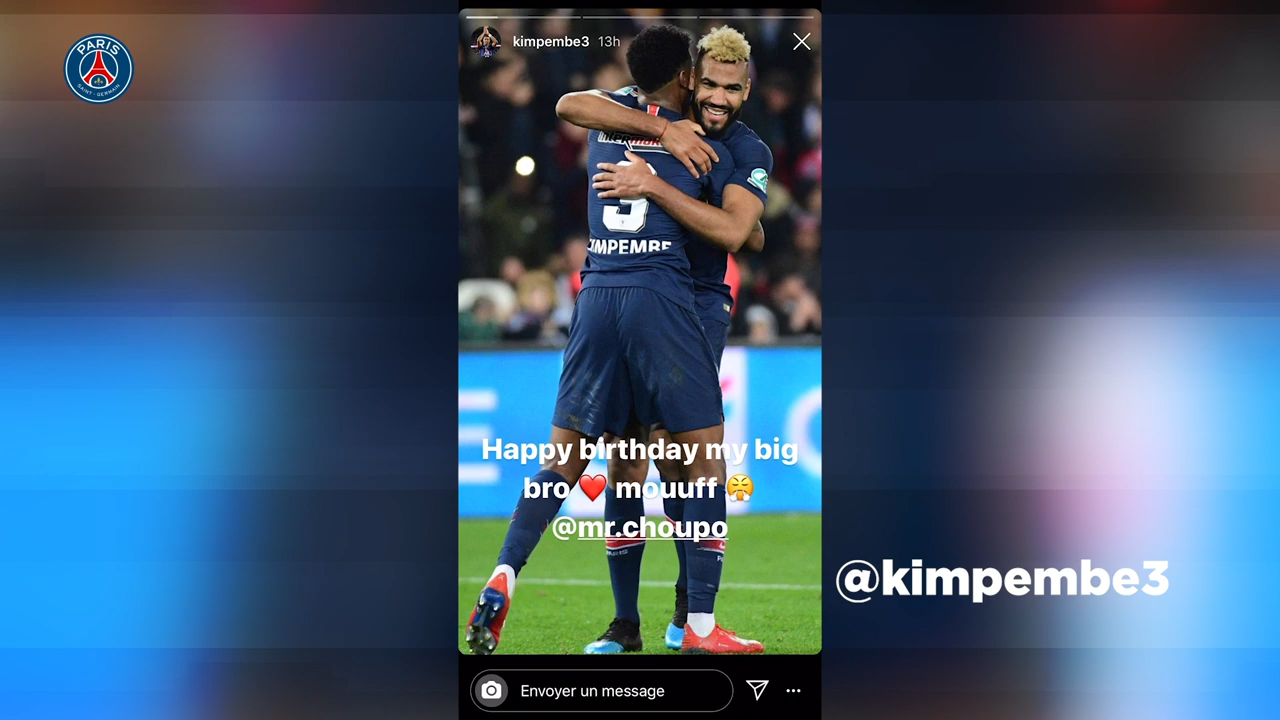 PARIS
SAINT-GERMAIN
kimpembe3 13h
3
KIMPEMBE
Happy birthday my big
bro ❤️ mouuff 😤
@mr.choupo
@kimpembe3
Envoyer un message